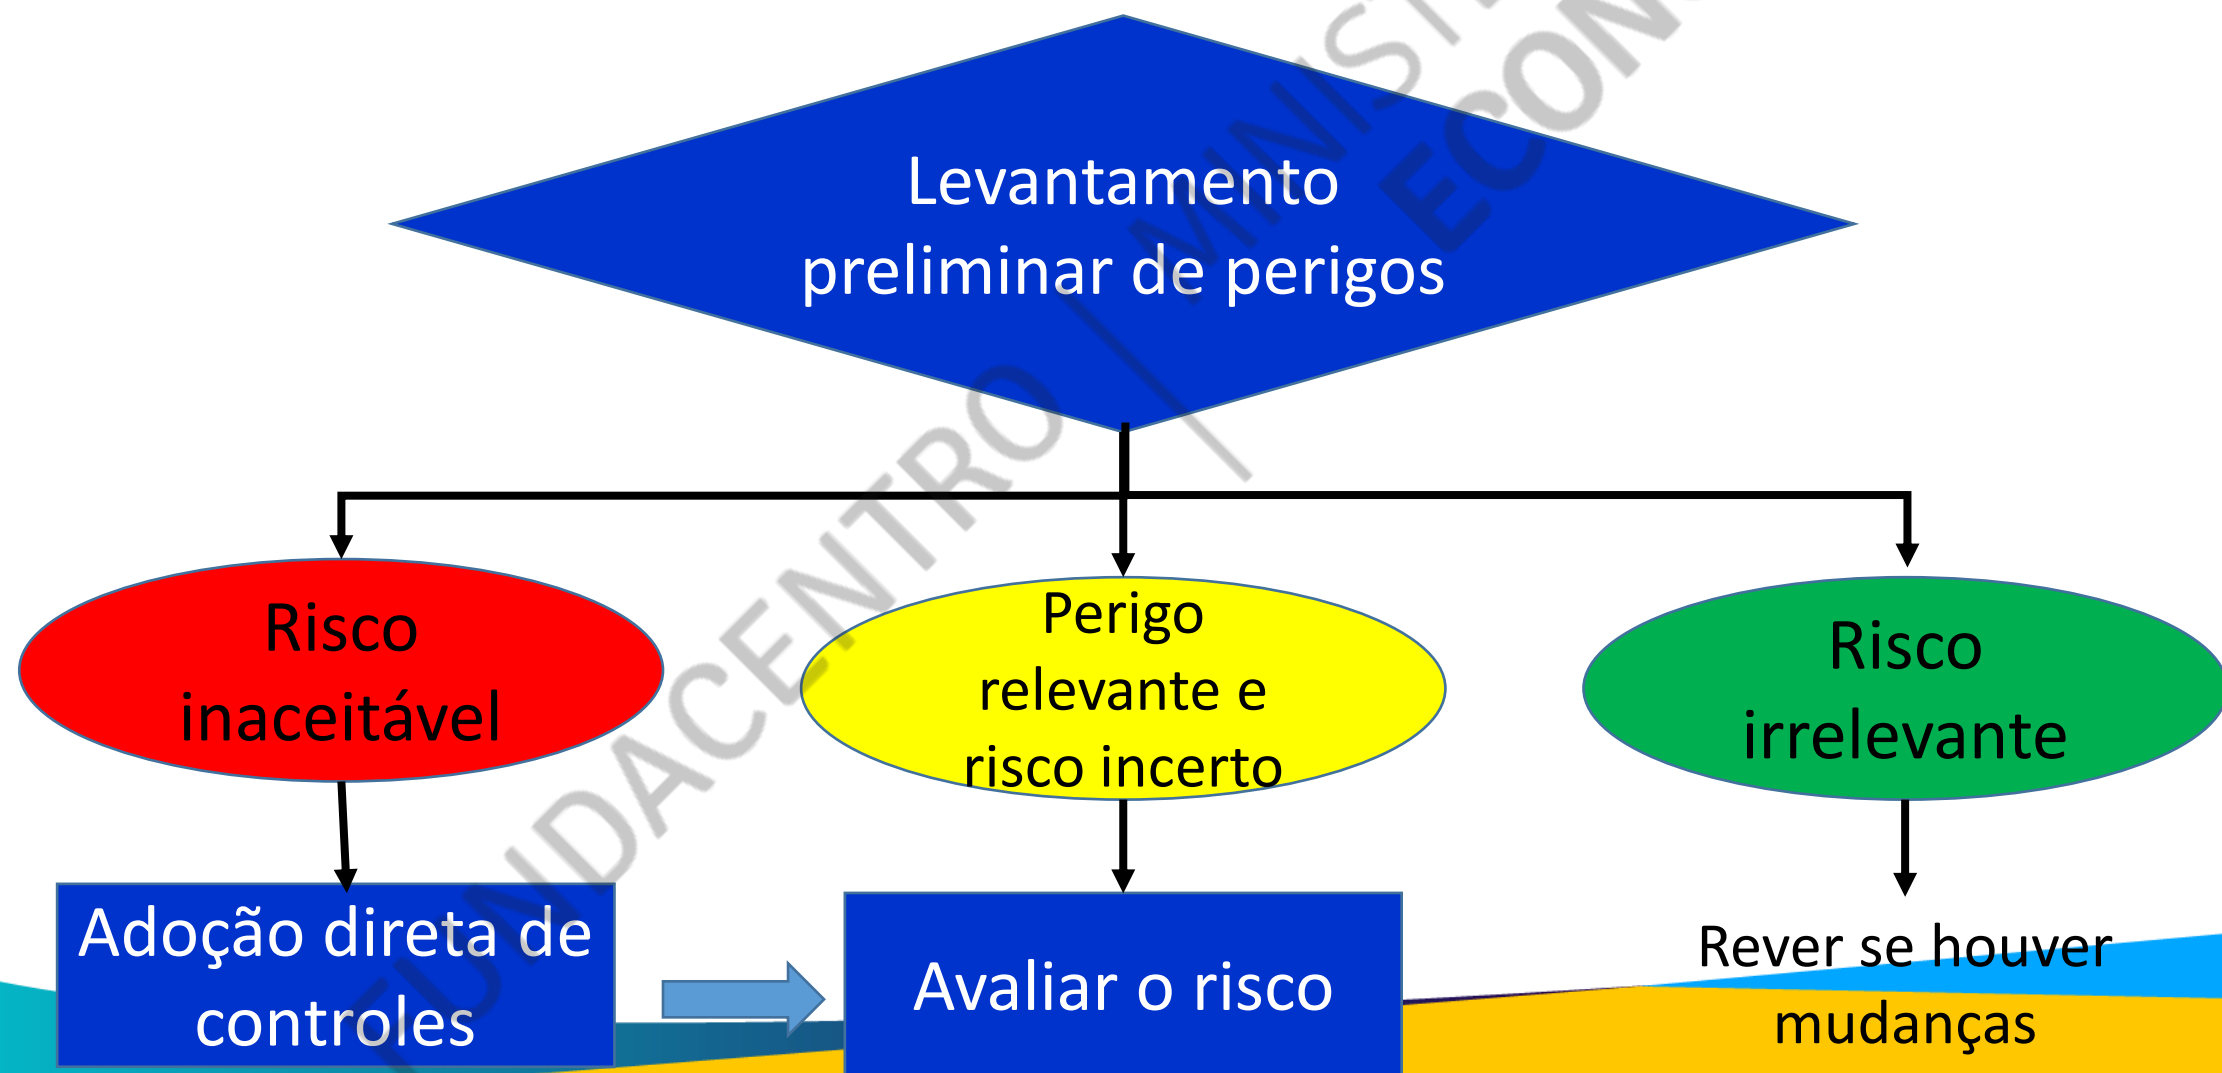 Levantamento
preliminar de perigos
Risco
inaceitável
Perigo
relevante e
risco incerto
Risco
irrelevante
Adoção direta de
controles
Avaliar o risco
Rever se houver
mudanças
FUNDACENTRO